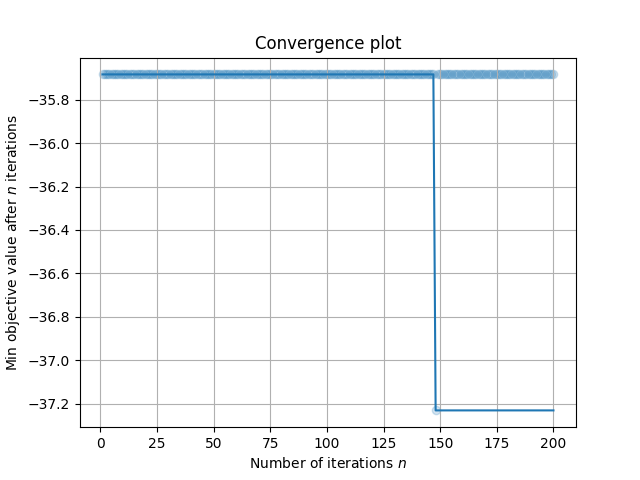 Convergence plot
Min objective value after n iterations
−35.8
−36.0
−36.2
−36.4
−36.6
−36.8
−37.0
−37.2
0 25 50 75 100 125 150 175 200
Number of iterations n